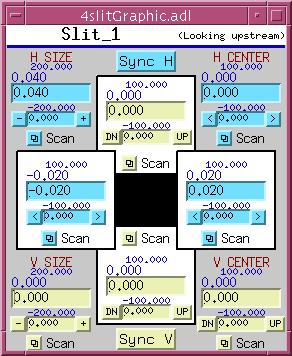 4slitGraphic.adl
Slit_1 (Looking upstream)
H SIZE Sync H H CENTER
200.000 100.000 100.000
0.040 0.000 0.000
0.040 0.000 0.000
-200.000 -100.000 -100.000
- 0.000 + DN 0.000 UP < 0.000 >
Scan Scan Scan
100.000 100.000
-0.020 0.020
-0.020 0.020
-100.000 -100.000
< 0.000 > < 0.000 >
Scan Scan
V SIZE 100.000 V CENTER
200.000 0.000 100.000
0.000 0.000 0.000
0.000 -100.000 0.000
-200.000 DN 0.000 UP -100.000
- 0.000 + Scan DN 0.000 UP
Scan Sync V Scan